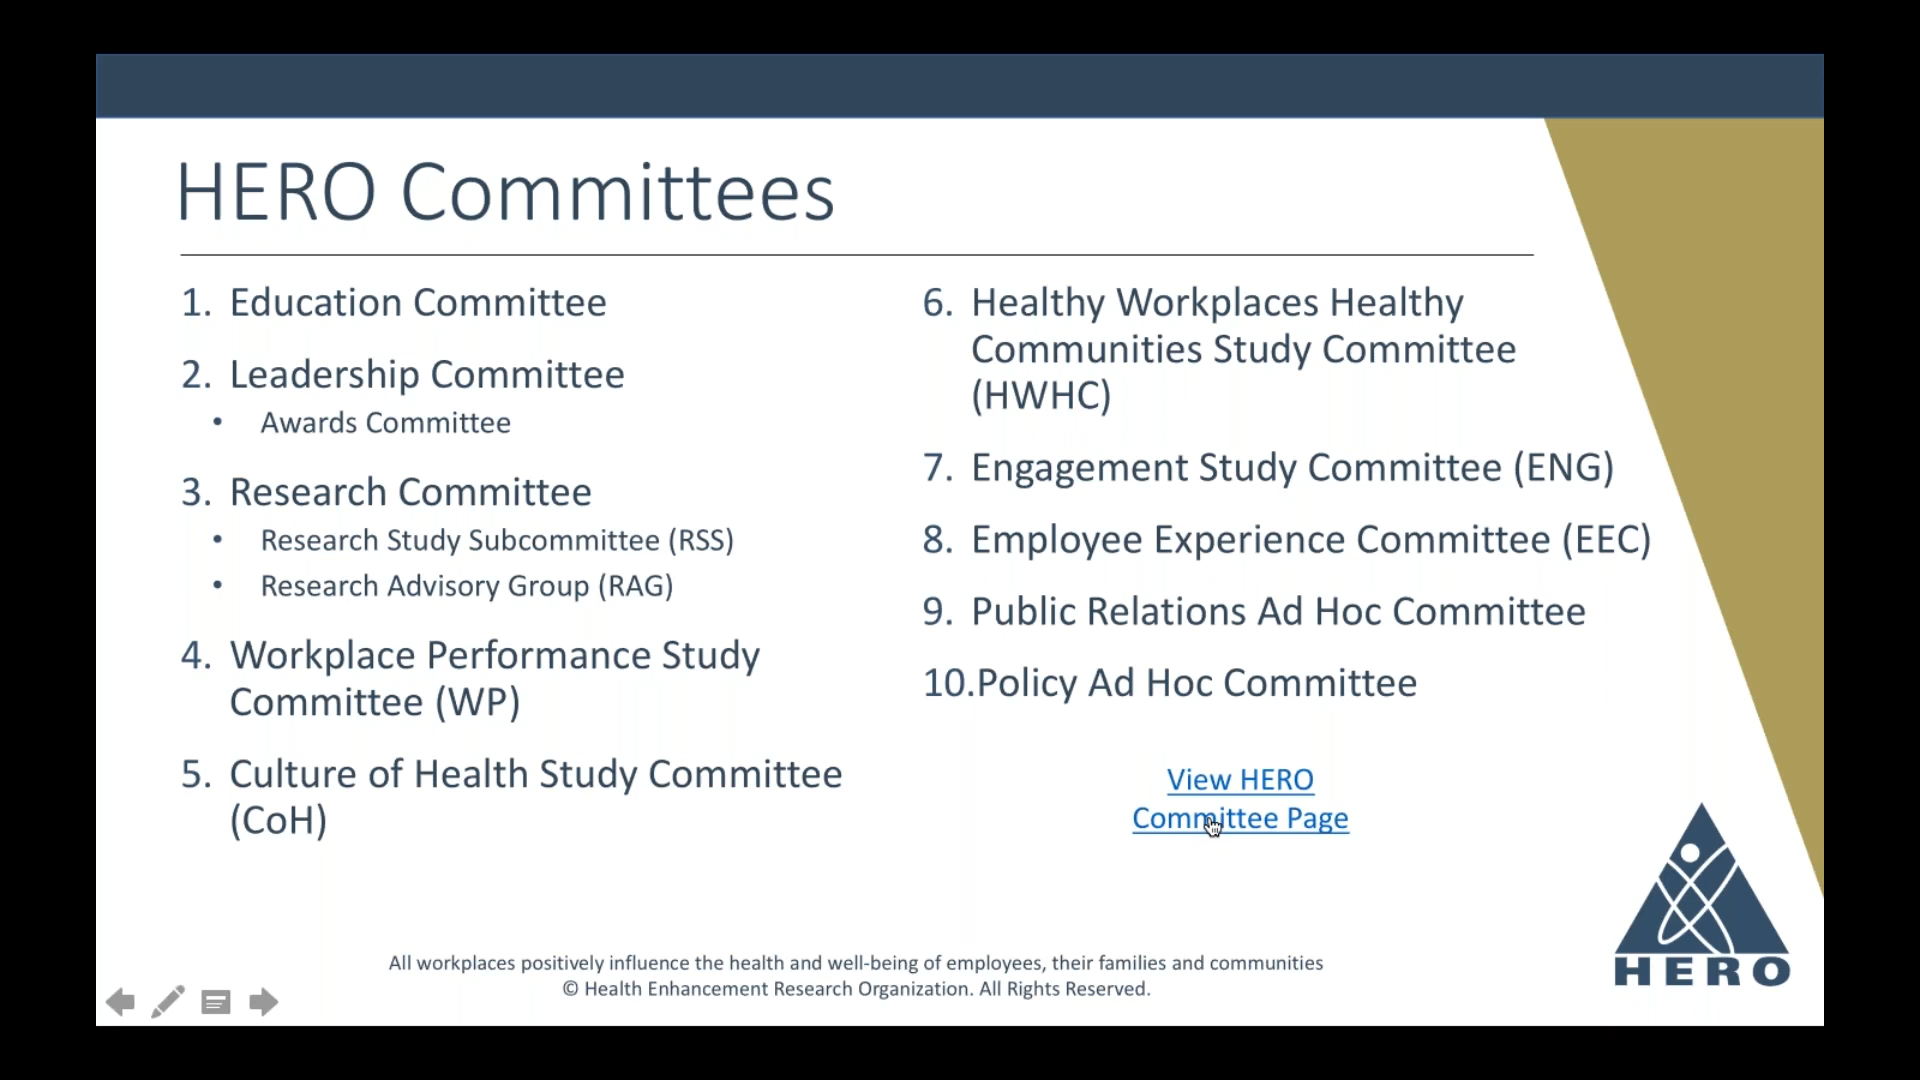 HERO Committees
1. Education Committee
2. Leadership Committee
• Awards Committee
3. Research Committee
• Research Study Subcommittee (RSS)
• Research Advisory Group (RAG)
4. Workplace Performance Study
Committee (WP)
5. Culture of Health Study Committee
(CoH)
6. Healthy Workplaces Healthy
Communities Study Committee
(HWHC)
7. Engagement Study Committee (ENG)
8. Employee Experience Committee (EEC)
9. Public Relations Ad Hoc Committee
10.Policy Ad Hoc Committee
View HERO
Committee Page
All workplaces positively influence the health and well-being of employees, their families and communities
© Health Enhancement Research Organization. All Rights Reserved.
HERO